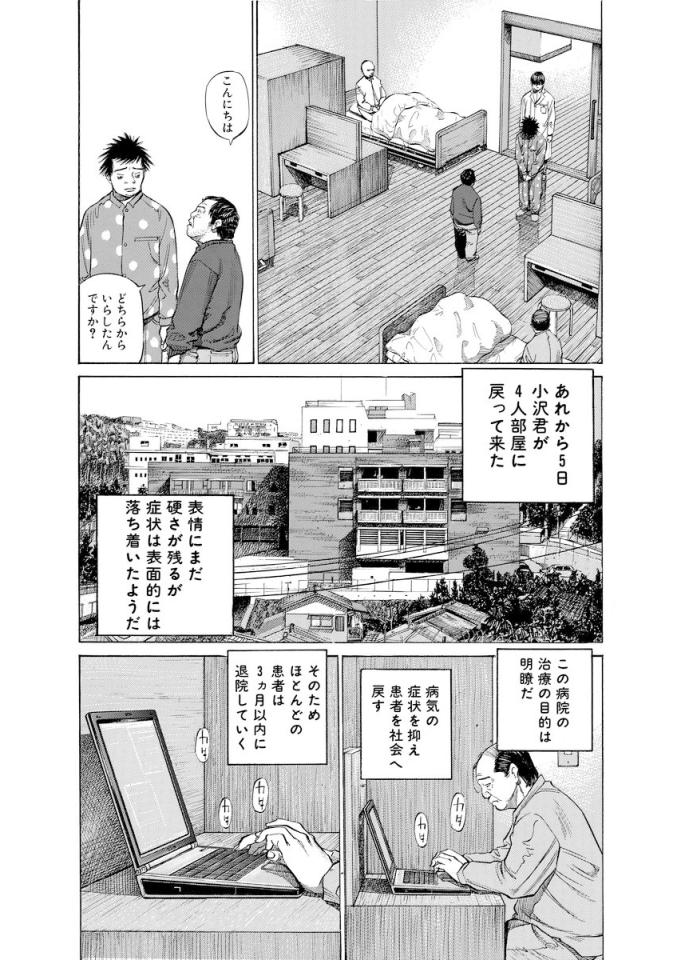 こんにちは
どちらから
いらしたん
ですか?
あれから5日
小沢君が
4人部屋に
戻って来た
表情にまだ
硬さが残るが
症状は表面的には
落ち着いたようだ
この病院の
治療の目的は
明瞭だ
病気の
症状を抑え
患者を社会へ
戻す
カタ
カタ
カタ
そのため
ほとんどの
患者は
3ヵ月以内に
退院していく
カタ
カタ
カタ